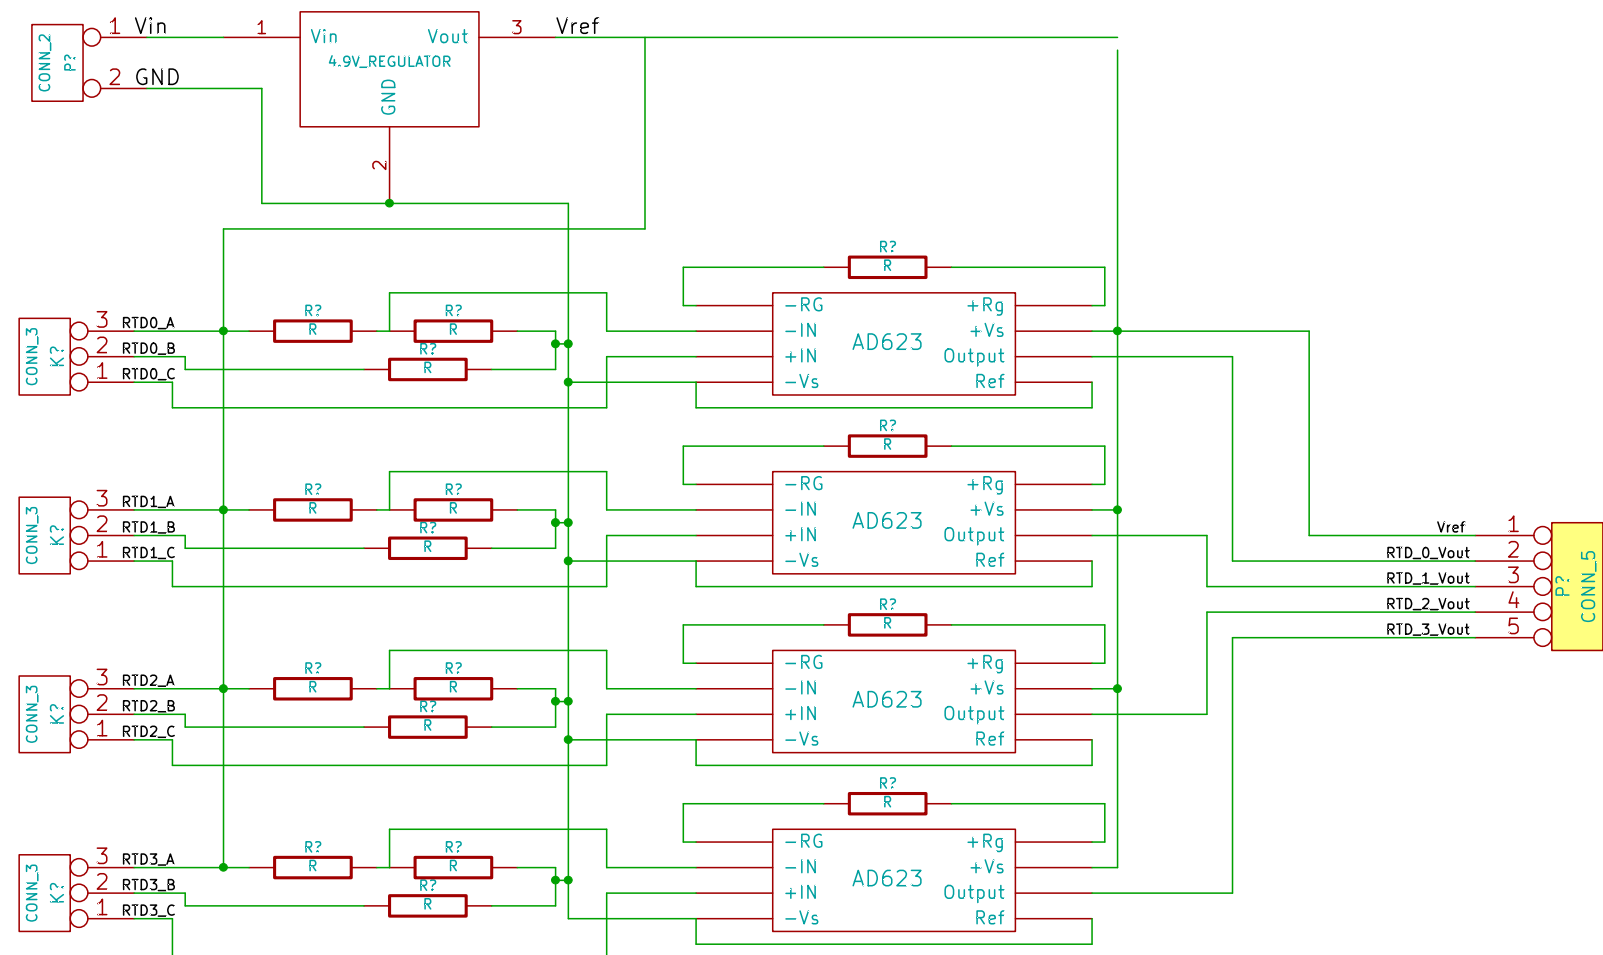 CONN_2
P?
1 Vin
2 GND
1
Vin
Vout
4.9V_REGULATOR
GND
2
3
Vref
CONN_3
K?
3 RTD0_A
2 RTD0_B
1 RTD0_C
R?
R
R?
R
R?
R
R?
R
-RG
+Rg
-IN
+Vs
AD623
+IN
Output
-Vs
Ref
CONN_3
K?
3 RTD1_A
2 RTD1_B
1 RTD1_C
R?
R
R?
R
R?
R
R?
R
-RG
+Rg
-IN
+Vs
AD623
+IN
Output
-Vs
Ref
CONN_3
K?
3 RTD2_A
2 RTD2_B
1 RTD2_C
R?
R
R?
R
R?
R
R?
R
-RG
+Rg
-IN
+Vs
AD623
+IN
Output
-Vs
Ref
CONN_3
K?
3 RTD3_A
2 RTD3_B
1 RTD3_C
R?
R
R?
R
R?
R
R?
R
-RG
+Rg
-IN
+Vs
AD623
+IN
Output
-Vs
Ref
Vref 1
RTD_0_Vout 2
RTD_1_Vout 3
RTD_2_Vout 4
RTD_3_Vout 5
P?
CONN_5